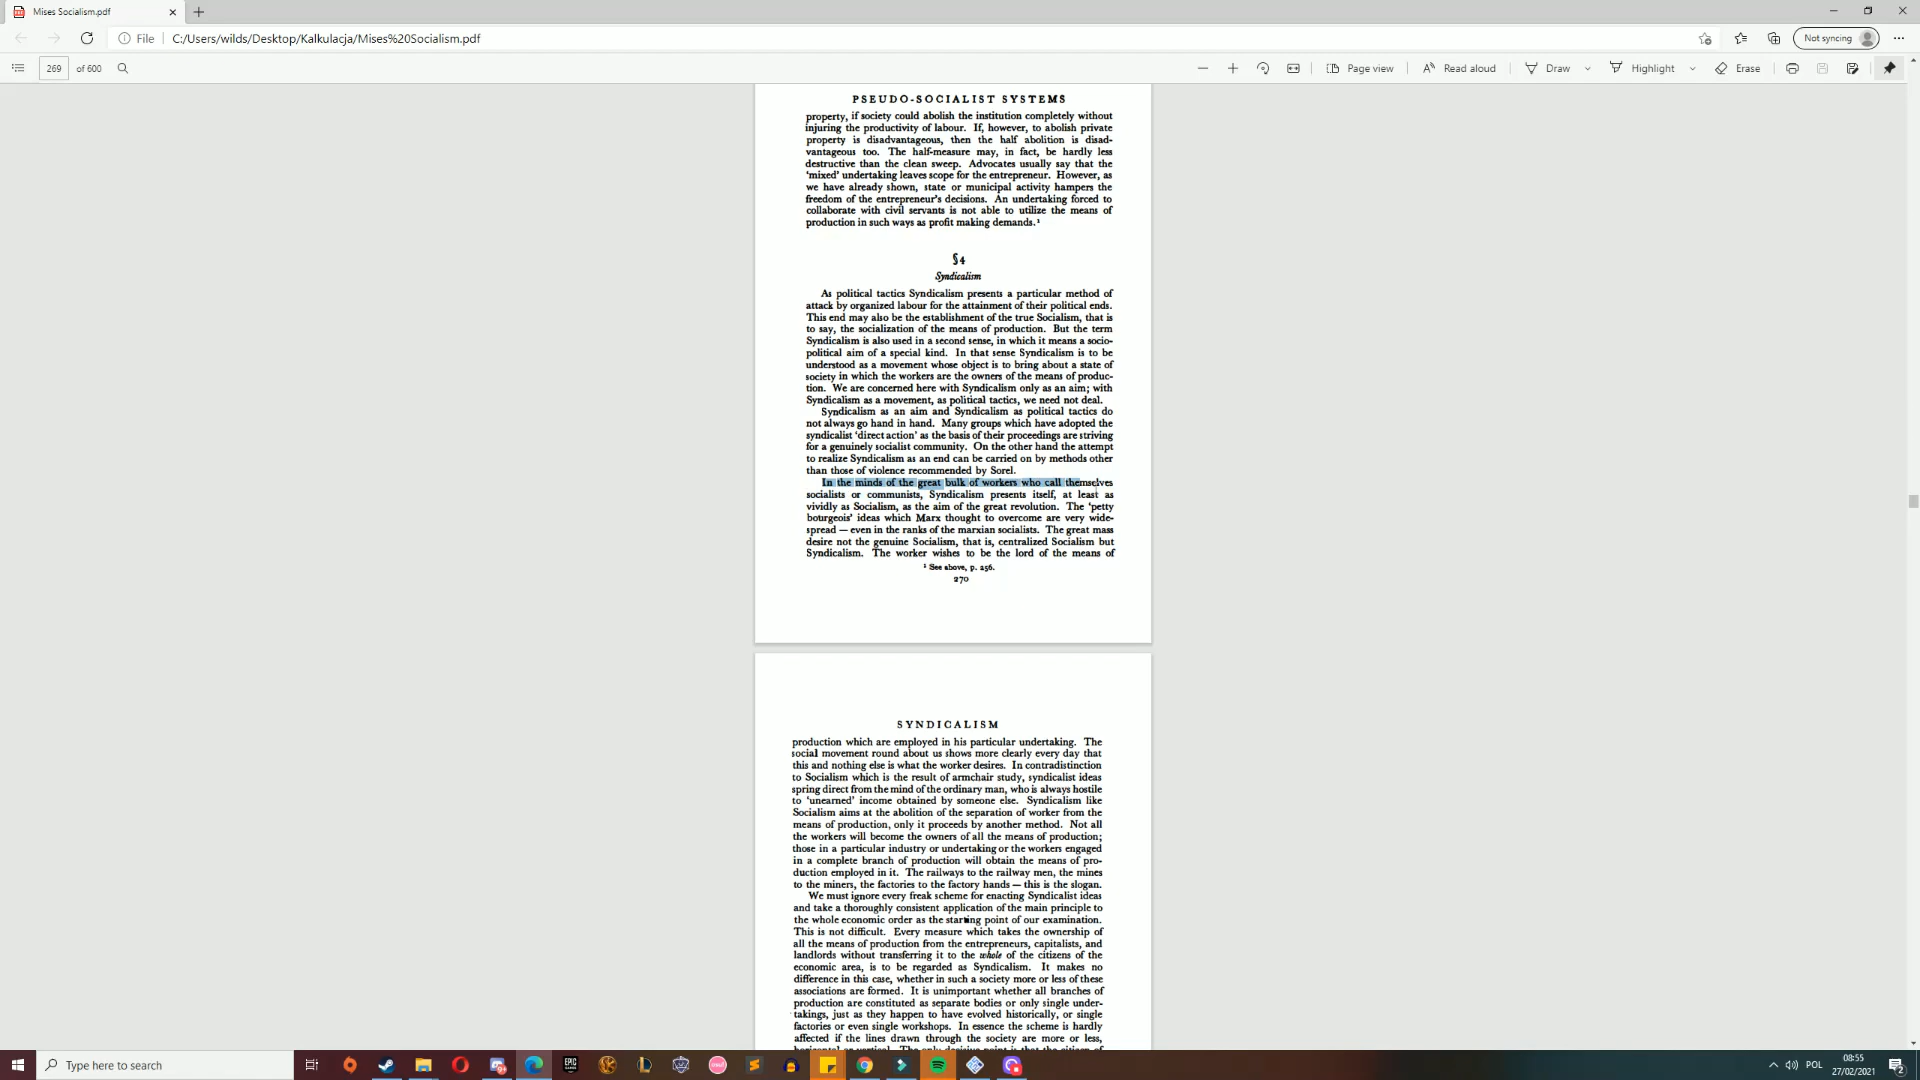 Mises Socialism.pdf
File
C:/Users/wilds/Desktop/Kalkulacja/Mises%20Socialism.pdf
Not syncing
269 of 600
Page view
Read aloud
Draw
Highlight
Erase
PSEUDO-SOCIALIST SYSTEMS
property, if society could abolish the institution completely without
injuring the productivity of labour. If, however, to abolish private
property is disadvantageous, then the half abolition is disad-
vantageous too. The half-measure may, in fact, be hardly less
destructive than the clean sweep. Advocates usually say that the
'mixed' undertaking leaves scope for the entrepreneur. However, as
we have already shown, state or municipal activity hampers the
freedom of the entrepreneur's decisions. An undertaking forced to
collaborate with civil servants is not able to utilize the means of
production in such ways as profit making demands.¹
§4
Syndicalism
As political tactics Syndicalism presents a particular method of
attack by organized labour for the attainment of their political ends.
This end may also be the establishment of the true Socialism, that is
to say, the socialization of the means of production. But the term
Syndicalism is also used in a second sense, in which it means a socio-
political aim of a special kind. In that sense Syndicalism is to be
understood as a movement whose object is to bring about a state of
society in which the workers are the owners of the means of produc-
tion. We are concerned here with Syndicalism only as an aim; with
Syndicalism as a movement, as political tactics, we need not deal.
Syndicalism as an aim and Syndicalism as political tactics do
not always go hand in hand. Many groups which have adopted the
syndicalist 'direct action' as the basis of their proceedings are striving
for a genuinely socialist community. On the other hand the attempt
to realize Syndicalism as an end can be carried on by methods other
than those of violence recommended by Sorel.
In the minds of the great bulk of workers who call themselves
socialists or communists, Syndicalism presents itself, at least as
vividly as Socialism, as the aim of the great revolution. The 'petty
bourgeois' ideas which Marx thought to overcome are very wide-
spread — even in the ranks of the marxian socialists. The great mass
desire not the genuine Socialism, that is, centralized Socialism but
Syndicalism. The worker wishes to be the lord of the means of
¹ See above, p. 256.
270
SYNDICALISM
production which are employed in his particular undertaking. The
social movement round about us shows more clearly every day that
this and nothing else is what the worker desires. In contradistinction
to Socialism which is the result of armchair study, syndicalist ideas
spring direct from the mind of the ordinary man, who is always hostile
to 'unearned' income obtained by someone else. Syndicalism like
Socialism aims at the abolition of the separation of worker from the
means of production, only it proceeds by another method. Not all
the workers will become the owners of all the means of production;
those in a particular industry or undertaking or the workers engaged
in a complete branch of production will obtain the means of pro-
duction employed in it. The railways to the railway men, the mines
to the miners, the factories to the factory hands — this is the slogan.
We must ignore every freak scheme for enacting Syndicalist ideas
and take a thoroughly consistent application of the main principle to
the whole economic order as the starting point of our examination.
This is not difficult. Every measure which takes the ownership of
all the means of production from the entrepreneurs, capitalists, and
landlords without transferring it to the whole of the citizens of the
economic area, is to be regarded as Syndicalism. It makes no
difference in this case, whether in such a society more or less of these
associations are formed. It is unimportant whether all branches of
production are constituted as separate bodies or only single under-
takings, just as they happen to have evolved historically, or single
factories or even single workshops. In essence the scheme is hardly
affected if the lines drawn through the society are more or less,
Type here to search
EPIC
POL
08:55
27/02/2021
2